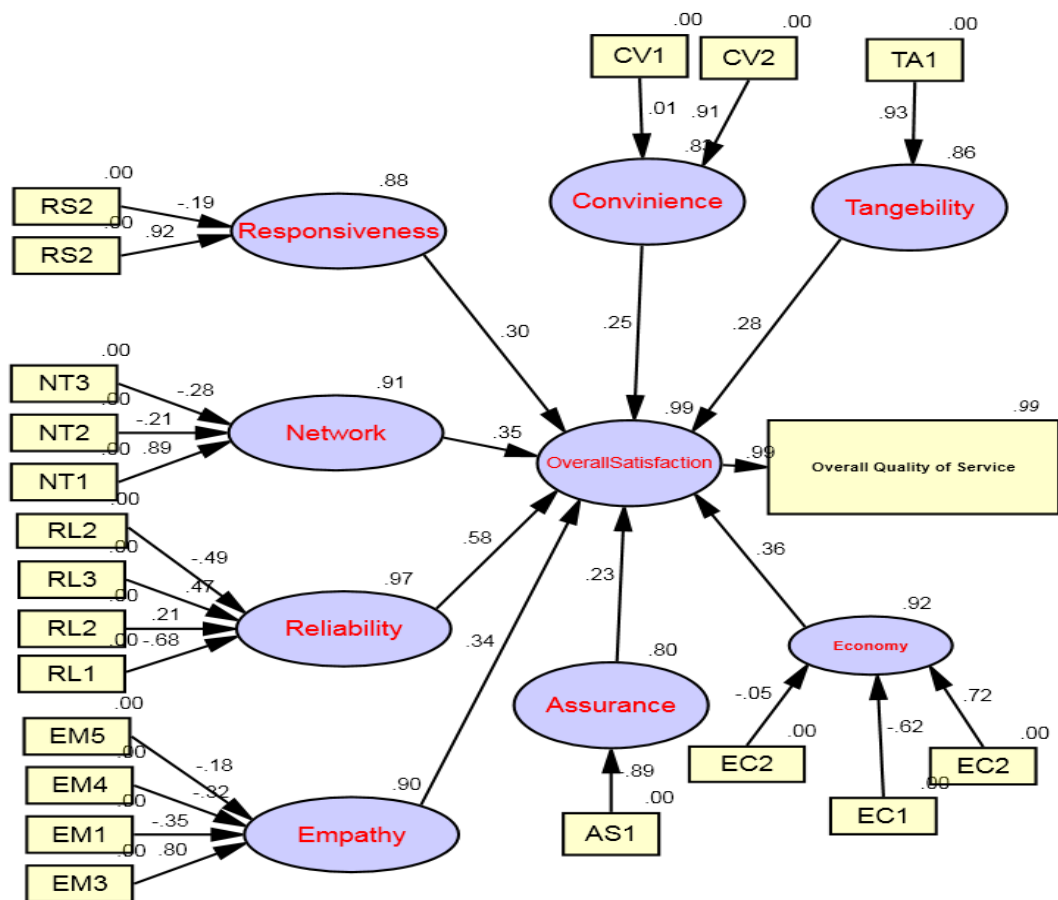 .00
.00
.00
CV1
CV2
TA1
.01
.91
.93
.83
.86
Convinience
Tangebility
.00
.88
RS2
-.19
.00
Responsiveness
RS2
.92
.30
.25
.28
.00
.91
NT3
-.28
.00
NT2
-.21
Network
.00
.89
NT1
.35
.99
OverallSatisfaction
.99
.99
Overall Quality of Service
.00
RL2
-.49
.00
.97
RL3
.47
.00
RL2
.21
Reliability
.00
-.68
RL1
.58
.34
.23
.36
.80
.92
Assurance
Economy
.00
EM5
-.18
.00
.90
EM4
-.32
.00
EM1
-.35
Empathy
.00
.80
EM3
-.89
.00
AS1
-.05
.00
EC2
-.62
.00
EC1
.72
.00
EC2